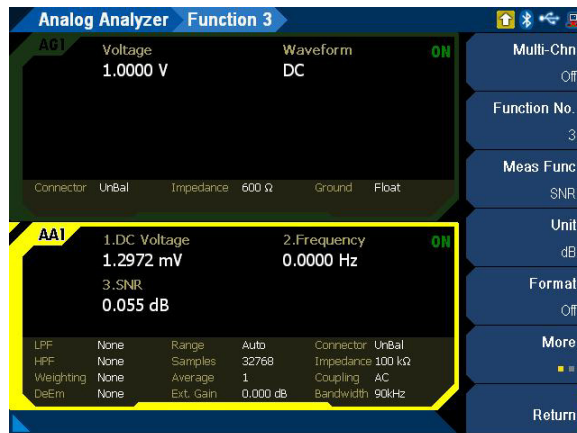 Analog Analyzer Function 3
AG1
Voltage Waveform ON
1.0000 V DC
Connector UnBal Impedance 600 Ω Ground Float
AA1
1.DC Voltage 2.Frequency ON
1.2972 mV 0.0000 Hz
3.SNR
0.055 dB
LPF None Range Auto Connector UnBal
HPF None Samples 32768 Impedance 100 kΩ
Weighting None Average 1 Coupling AC
DeEm None Ext. Gain 0.000 dB Bandwidth 90kHz
Multi-Chn
Off
Function No.
3
Meas Func
SNR
Unit
dB
Format
Off
More
Return